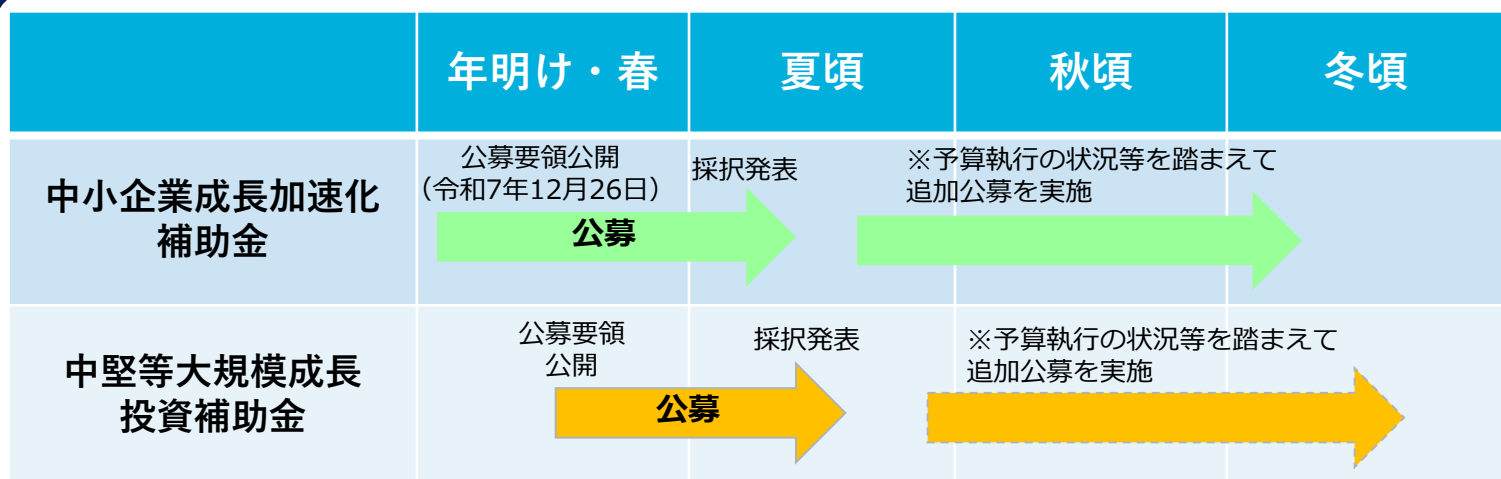 年明け・春
夏頃
秋頃
冬頃
中小企業成長加速化
補助金
公募要領公開
（令和7年12月26日）
公募
採択発表
※予算執行の状況等を踏まえて
追加公募を実施
中堅等大規模成長
投資補助金
公募要領
公開
公募
採択発表
※予算執行の状況等を踏まえて
追加公募を実施